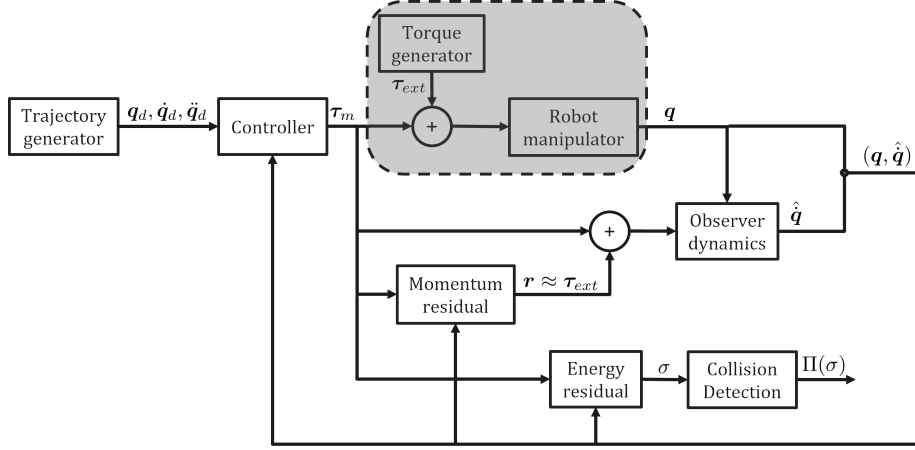 Torque
generator
τ_ext
Trajectory
generator
q_d, q̇_d, q̈_d
Controller
τ_m
+
Robot
manipulator
q
(q, q̇̂)
+
Observer
dynamics
q̇̂
Momentum
residual
r ≈ τ_ext
Energy
residual
σ
Collision
Detection
Π(σ)